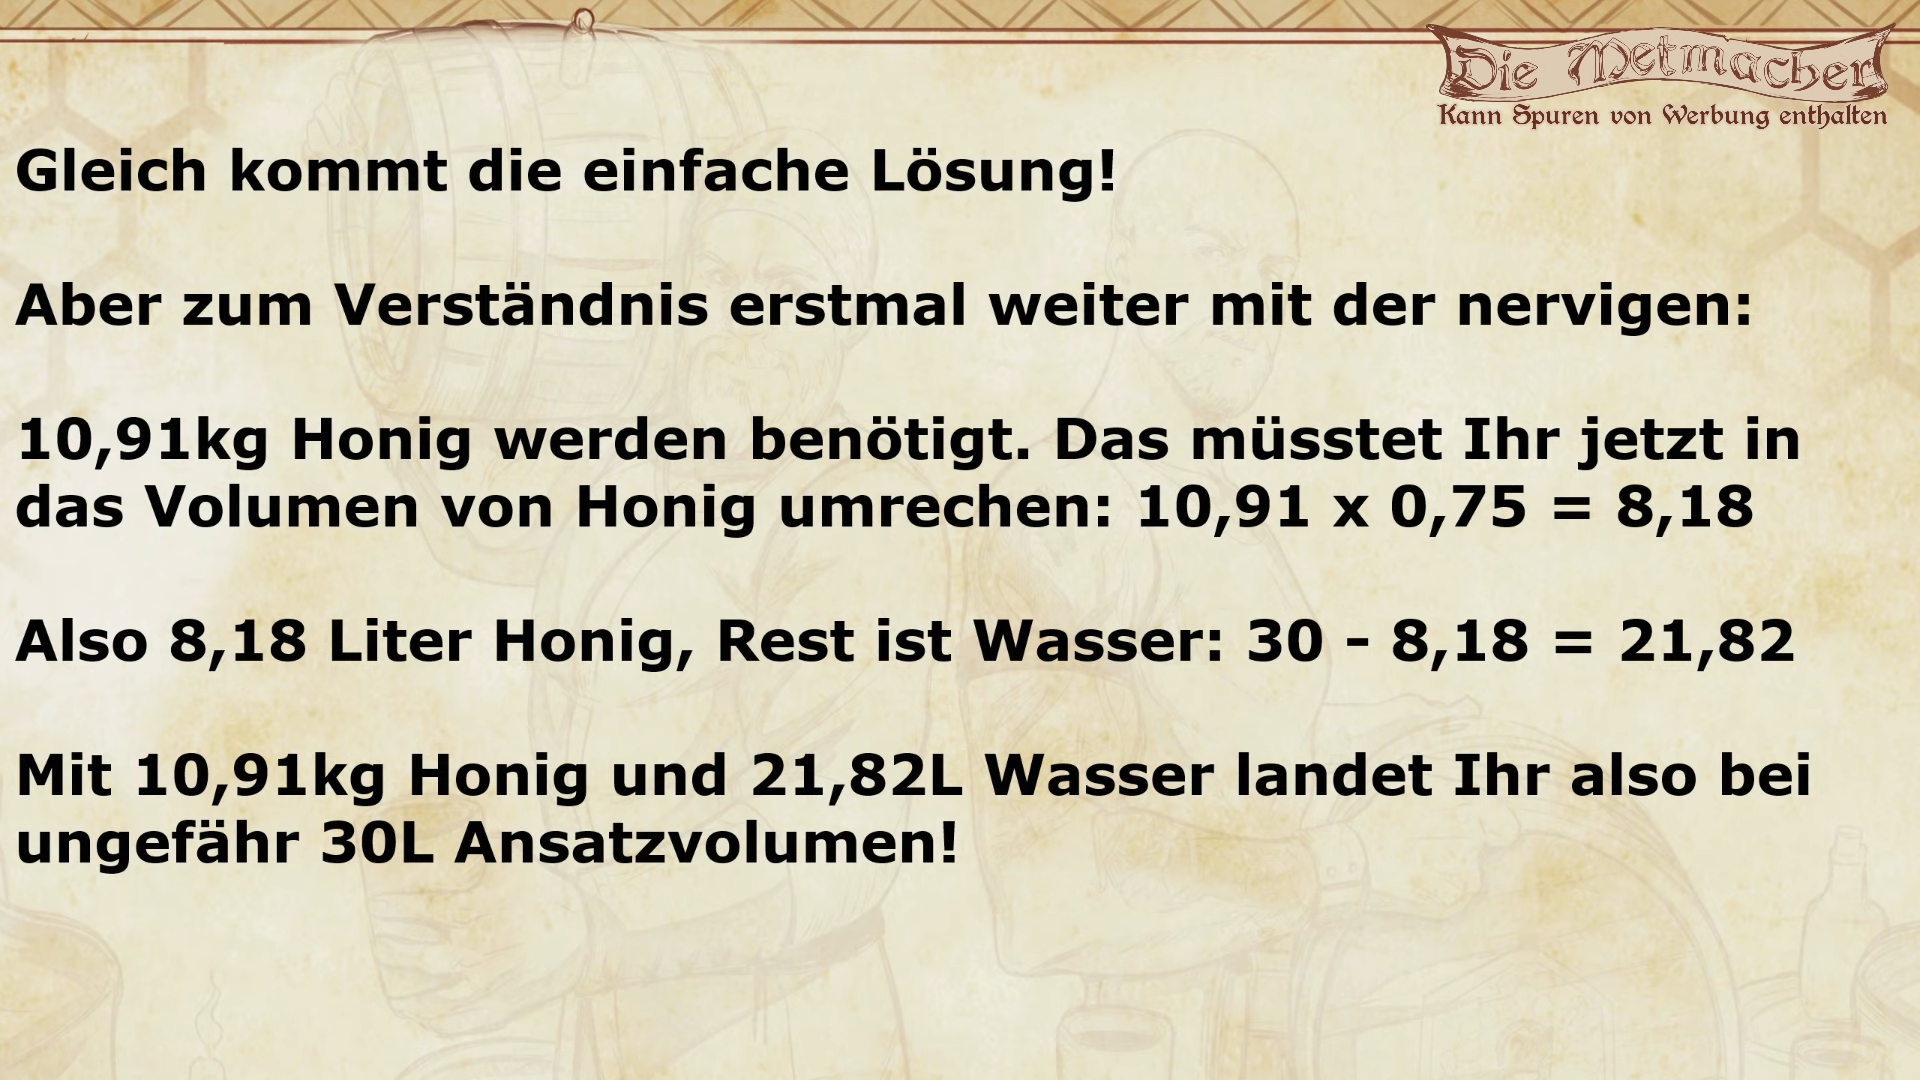 Die Metmacher
Kann Spuren von Werbung enthalten
Gleich kommt die einfache Lösung!
Aber zum Verständnis erstmal weiter mit der nervigen:
10,91kg Honig werden benötigt. Das müsstet Ihr jetzt in
das Volumen von Honig umrechen: 10,91 x 0,75 = 8,18
Also 8,18 Liter Honig, Rest ist Wasser: 30 - 8,18 = 21,82
Mit 10,91kg Honig und 21,82L Wasser landet Ihr also bei
ungefähr 30L Ansatzvolumen!